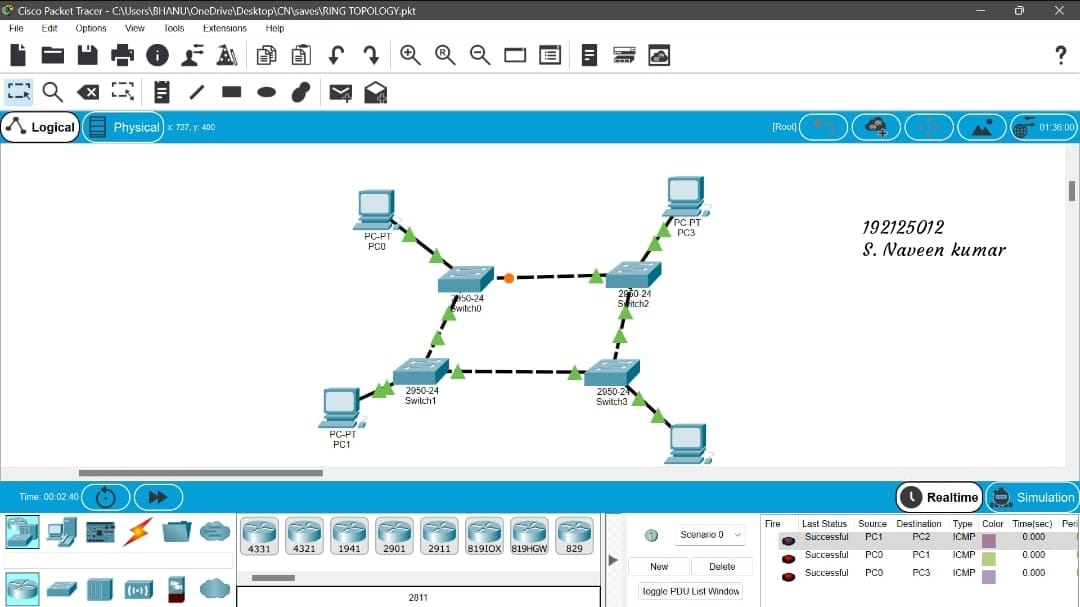 Cisco Packet Tracer - C:\Users\BHANU\OneDrive\Desktop\CN\saves\RING TOPOLOGY.pkt
File Edit Options View Tools Extensions Help
Logical
Physical
x: 727, y: 400
[Root]
01:36:00
PC-PT
PC0
PC-PT
PC3
192125012
S. Naveen kumar
2950-24
Switch0
2950-24
Switch2
2950-24
Switch1
2950-24
Switch3
PC-PT
PC1
Time: 00:02:40
Realtime
Simulation
4331
4321
1941
2901
2911
819IOX
819HGW
829
2811
Scenario 0
New
Delete
Toggle PDU List Window
Fire Last Status Source Destination Type Color Time(sec) Peri
Successful PC1 PC2 ICMP 0.000
Successful PC0 PC1 ICMP 0.000
Successful PC0 PC3 ICMP 0.000